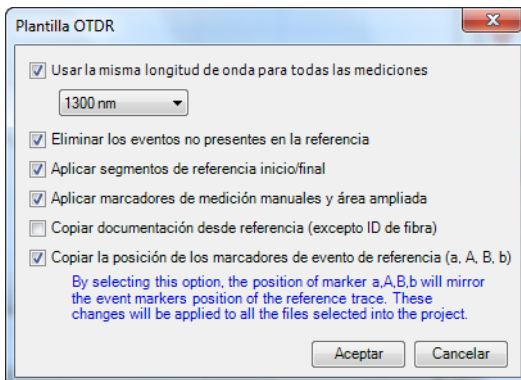 Plantilla OTDR
Usar la misma longitud de onda para todas las mediciones
1300 nm
Eliminar los eventos no presentes en la referencia
Aplicar segmentos de referencia inicio/final
Aplicar marcadores de medición manuales y área ampliada
Copiar documentación desde referencia (excepto ID de fibra)
Copiar la posición de los marcadores de evento de referencia (a, A, B, b)
By selecting this option, the position of marker a,A,B,b will mirror
the event markers position of the reference trace. These
changes will be applied to all the files selected into the project.
Aceptar
Cancelar